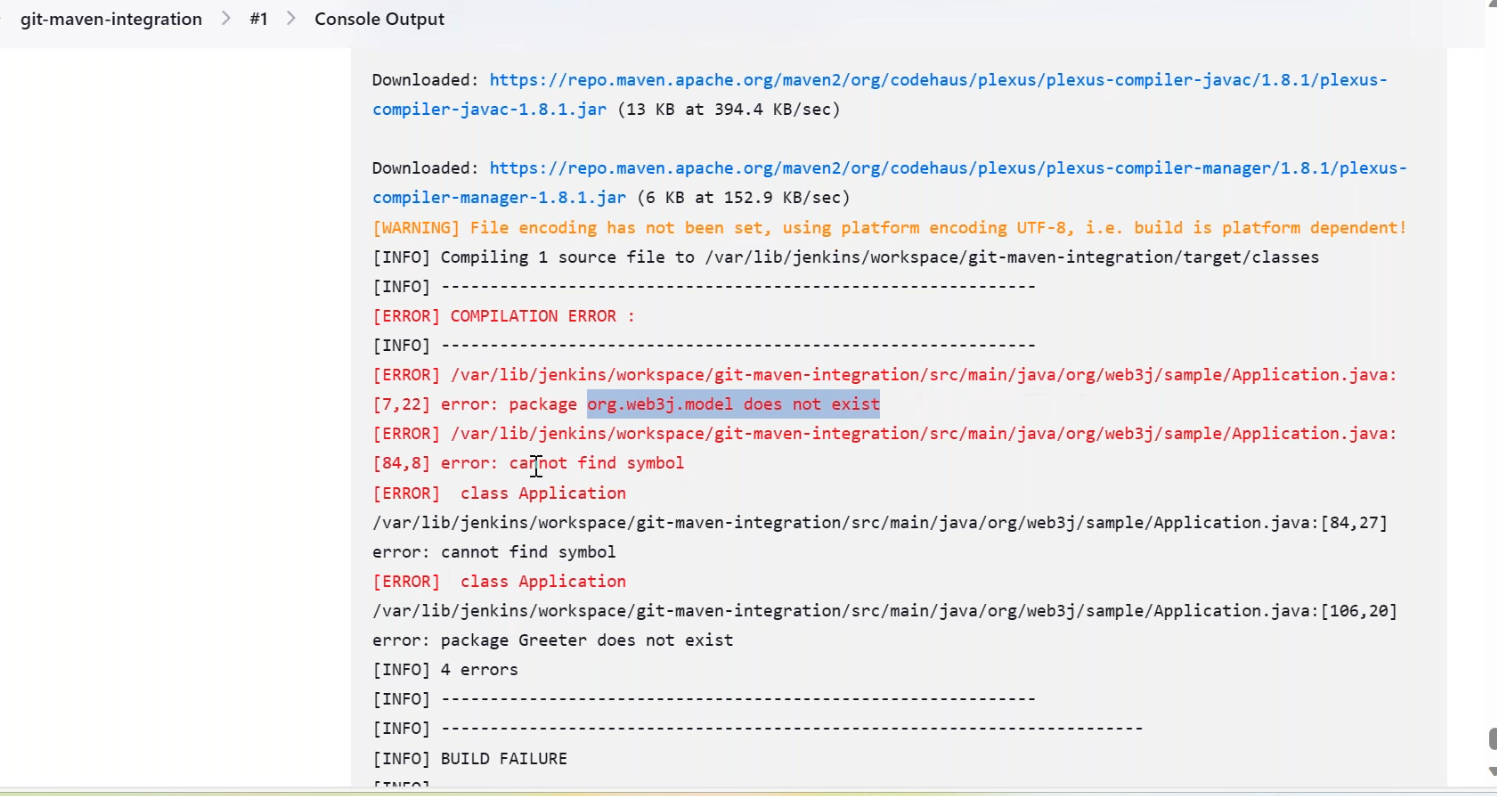 git-maven-integration > #1 > Console Output
Downloaded: https://repo.maven.apache.org/maven2/org/codehaus/plexus/plexus-compiler-javac/1.8.1/plexus-
compiler-javac-1.8.1.jar (13 KB at 394.4 KB/sec)
Downloaded: https://repo.maven.apache.org/maven2/org/codehaus/plexus/plexus-compiler-manager/1.8.1/plexus-
compiler-manager-1.8.1.jar (6 KB at 152.9 KB/sec)
[WARNING] File encoding has not been set, using platform encoding UTF-8, i.e. build is platform dependent!
[INFO] Compiling 1 source file to /var/lib/jenkins/workspace/git-maven-integration/target/classes
[INFO] -------------------------------------------------------------
[ERROR] COMPILATION ERROR :
[INFO] -------------------------------------------------------------
[ERROR] /var/lib/jenkins/workspace/git-maven-integration/src/main/java/org/web3j/sample/Application.java:
[7,22] error: package org.web3j.model does not exist
[ERROR] /var/lib/jenkins/workspace/git-maven-integration/src/main/java/org/web3j/sample/Application.java:
[84,8] error: cannot find symbol
[ERROR]  class Application
/var/lib/jenkins/workspace/git-maven-integration/src/main/java/org/web3j/sample/Application.java:[84,27]
error: cannot find symbol
[ERROR]  class Application
/var/lib/jenkins/workspace/git-maven-integration/src/main/java/org/web3j/sample/Application.java:[106,20]
error: package Greeter does not exist
[INFO] 4 errors
[INFO] -------------------------------------------------------------
[INFO] ------------------------------------------------------------------------
[INFO] BUILD FAILURE
[INFO]